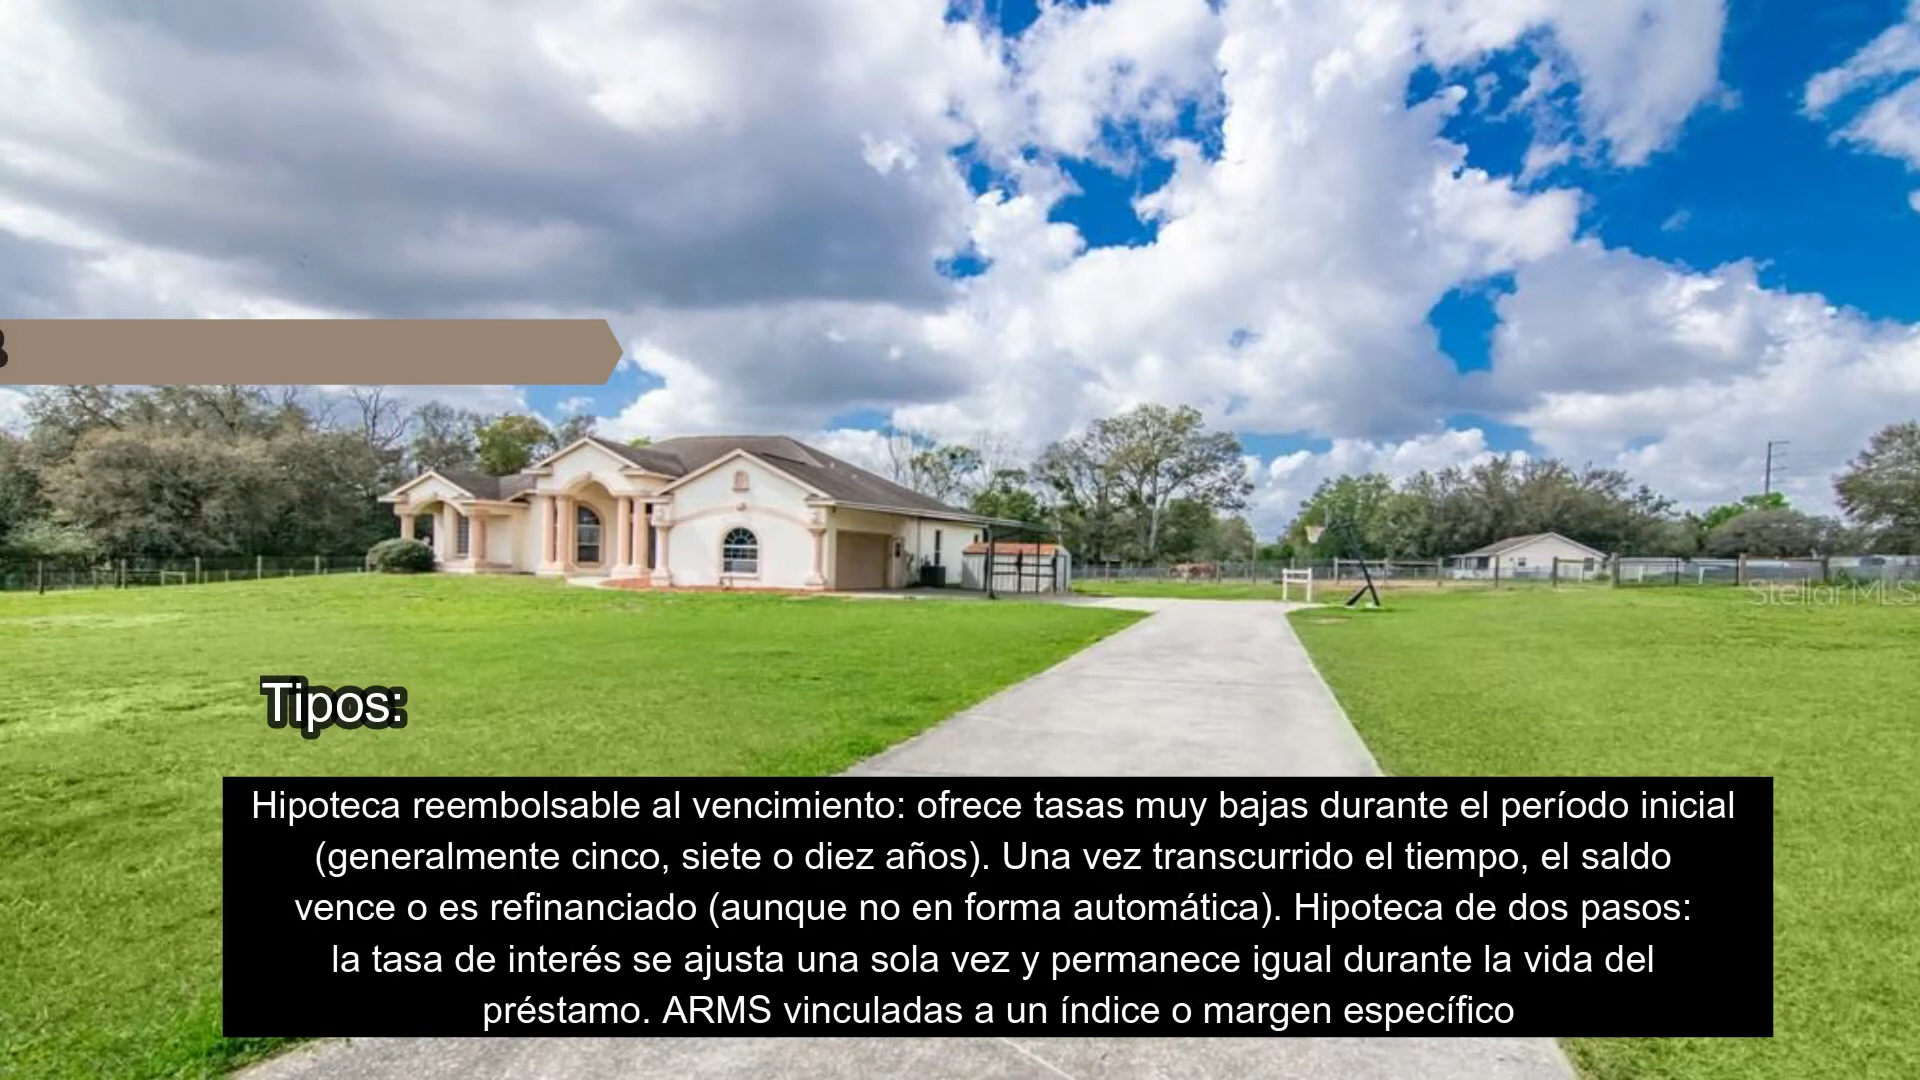 Stellar MLS
Tipos:
Hipoteca reembolsable al vencimiento: ofrece tasas muy bajas durante el período inicial
(generalmente cinco, siete o diez años). Una vez transcurrido el tiempo, el saldo
vence o es refinanciado (aunque no en forma automática). Hipoteca de dos pasos:
la tasa de interés se ajusta una sola vez y permanece igual durante la vida del
préstamo. ARMS vinculadas a un índice o margen específico